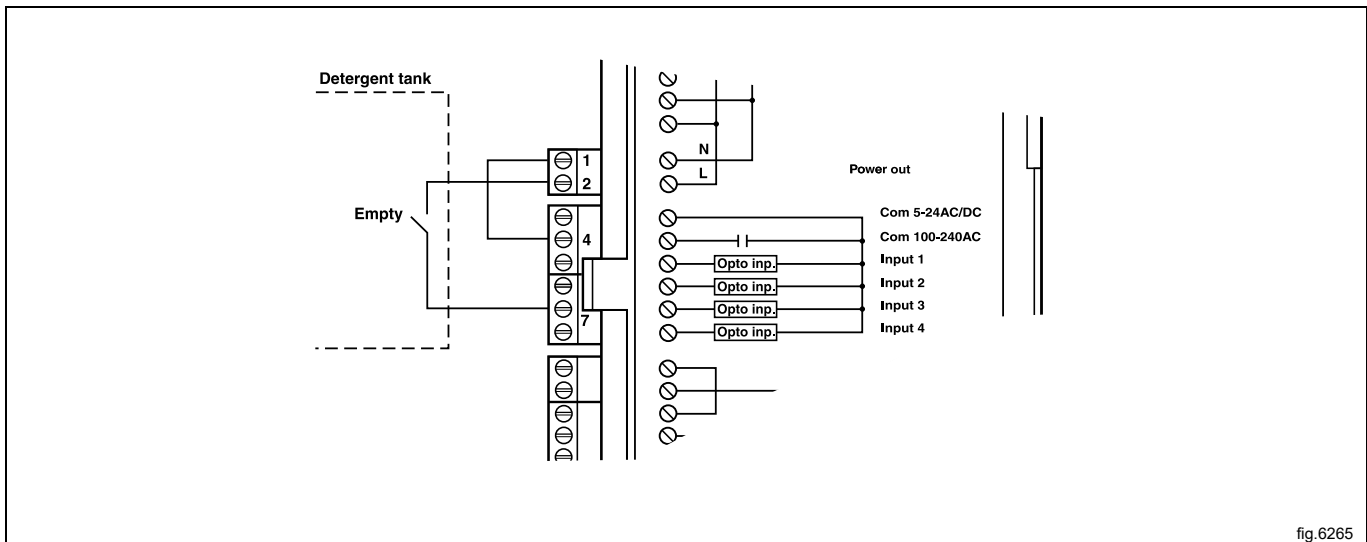 Detergent tank
Empty
1
2
4
7
N
L
Power out
Com 5-24AC/DC
Com 100-240AC
Opto inp. Input 1
Opto inp. Input 2
Opto inp. Input 3
Opto inp. Input 4
fig.6265